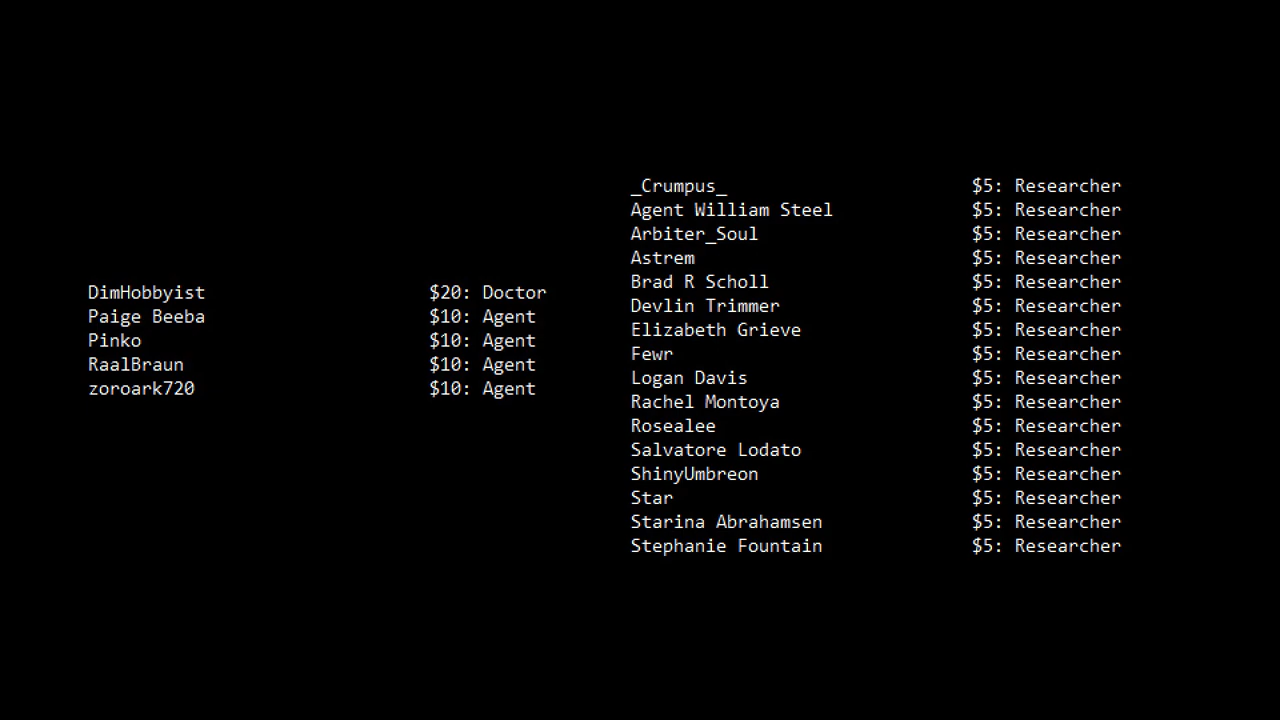 DimHobbyist $20: Doctor
Paige Beeba $10: Agent
Pinko $10: Agent
RaalBraun $10: Agent
zoroark720 $10: Agent
_Crumpus_ $5: Researcher
Agent William Steel $5: Researcher
Arbiter_Soul $5: Researcher
Astrem $5: Researcher
Brad R Scholl $5: Researcher
Devlin Trimmer $5: Researcher
Elizabeth Grieve $5: Researcher
Fewr $5: Researcher
Logan Davis $5: Researcher
Rachel Montoya $5: Researcher
Rosealee $5: Researcher
Salvatore Lodato $5: Researcher
ShinyUmbreon $5: Researcher
Star $5: Researcher
Starina Abrahamsen $5: Researcher
Stephanie Fountain $5: Researcher